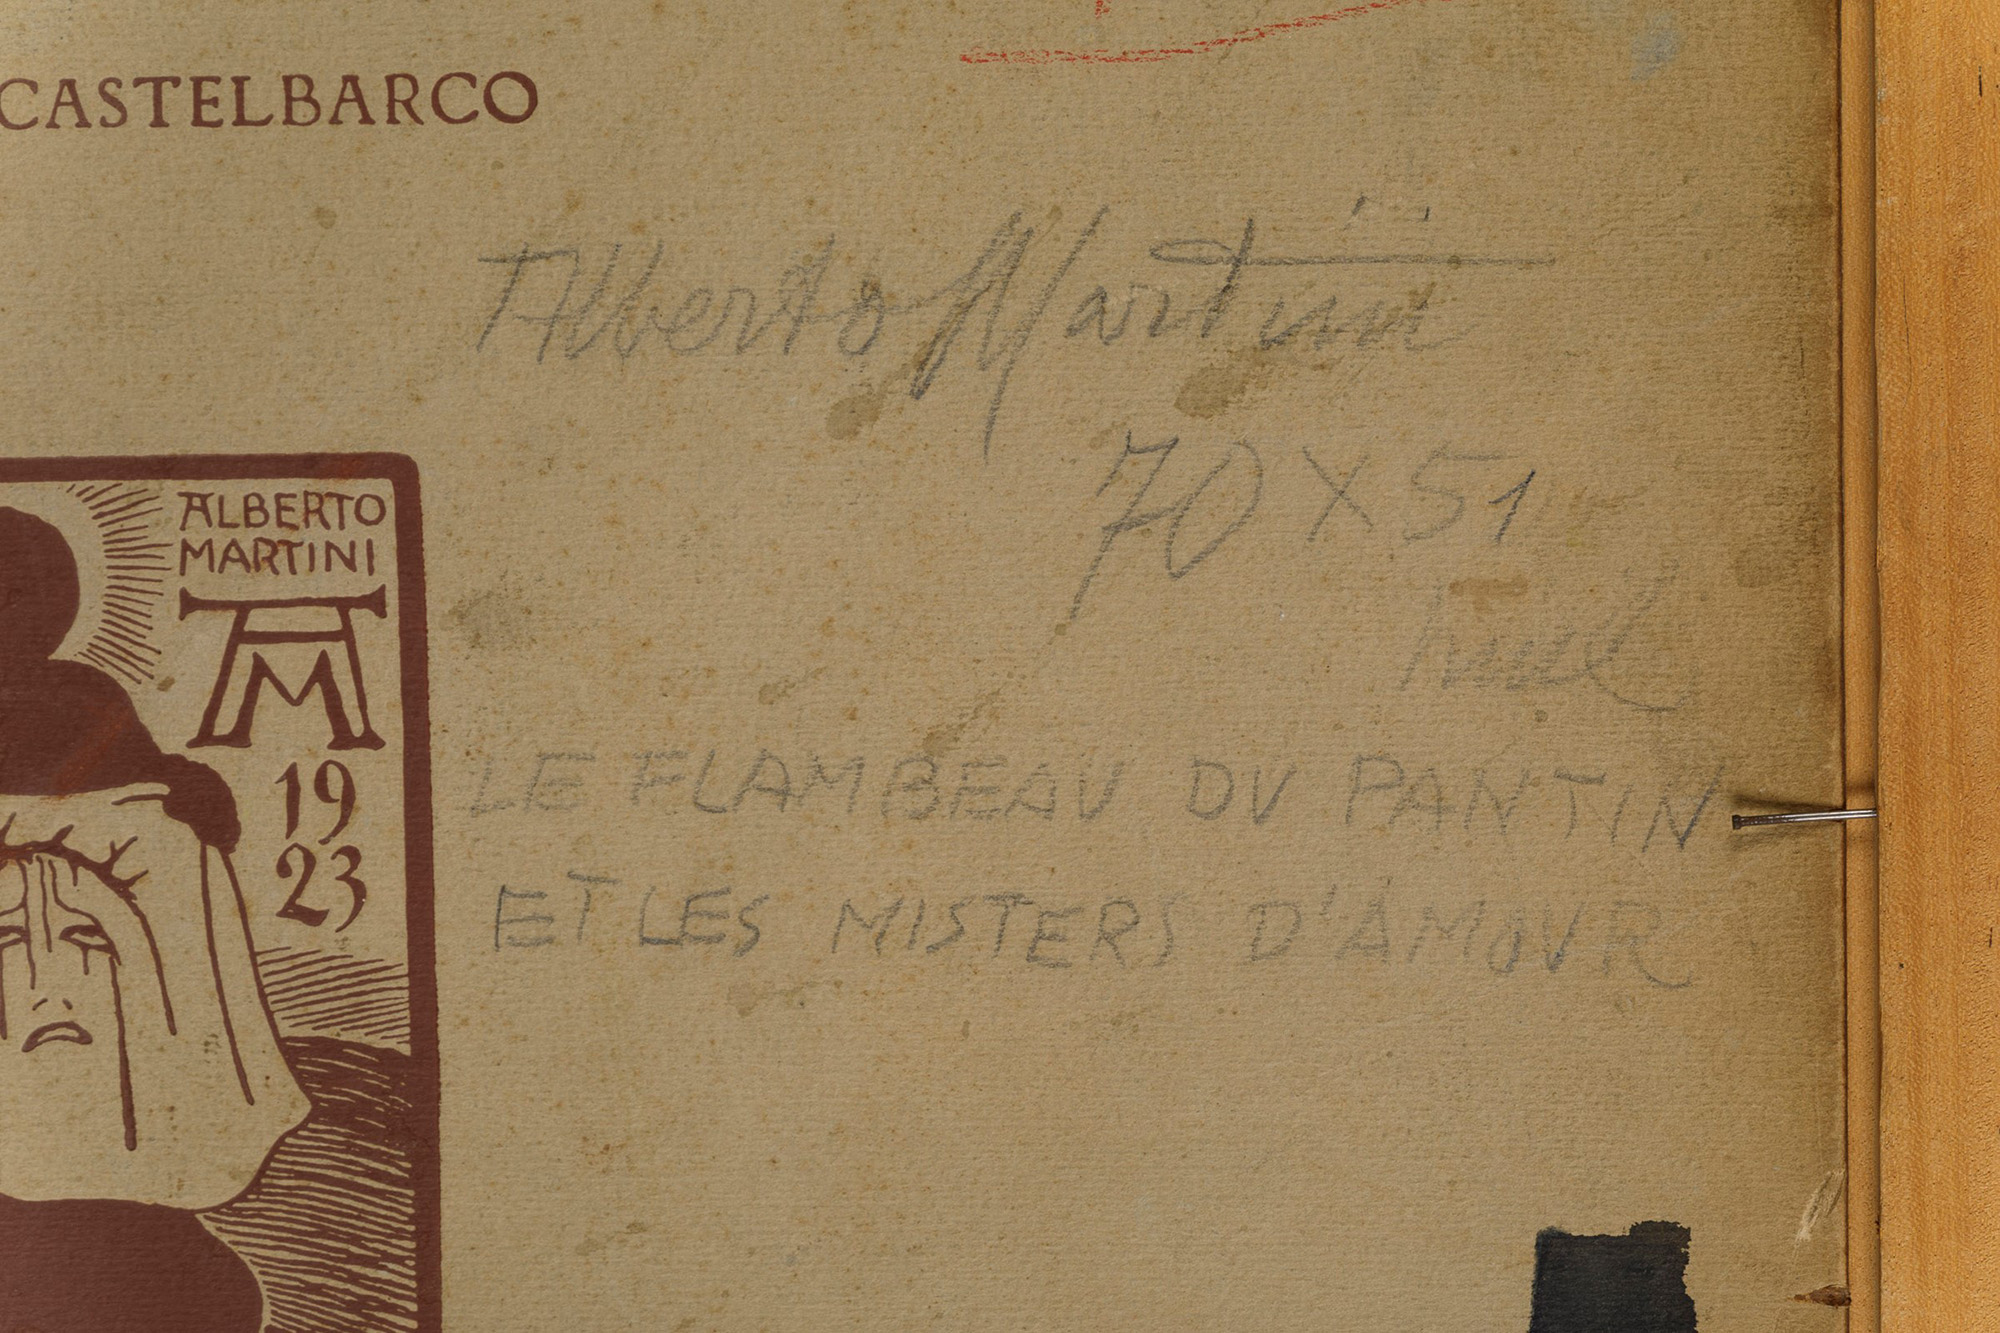 CASTELBARCO
Alberto Martini
70 X 51
ALBERTO
MARTINI
AM
19
23
LE FLAMBEAU DU PANTIN
ET LES MISTERS D'AMOUR